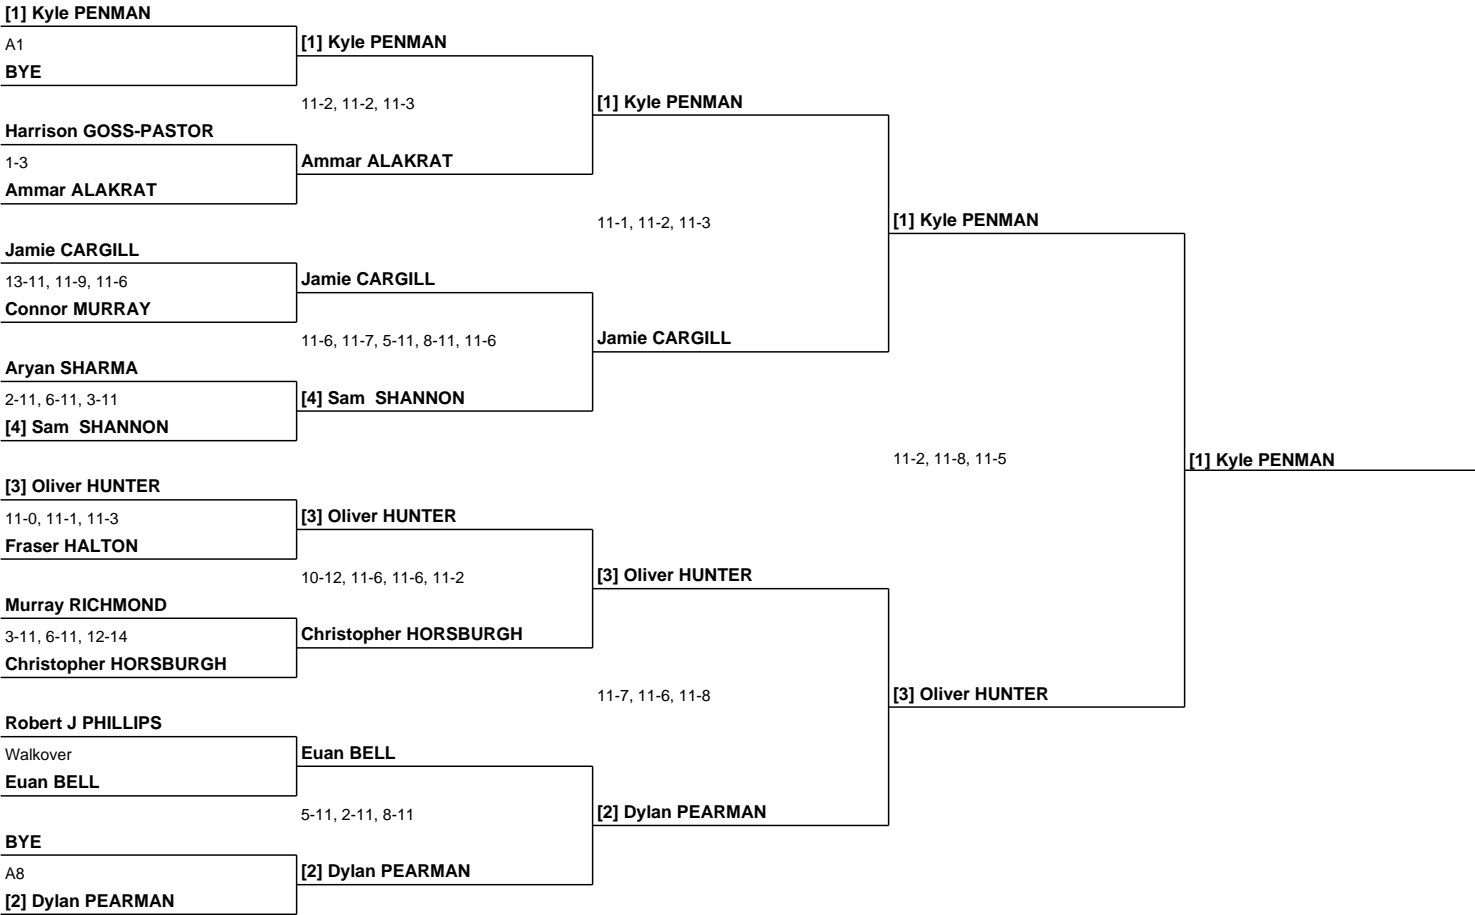 [1] Kyle PENMAN
A1
BYE
Harrison GOSS-PASTOR
1-3
Ammar ALAKRAT
Jamie CARGILL
13-11, 11-9, 11-6
Connor MURRAY
Aryan SHARMA
2-11, 6-11, 3-11
[4] Sam  SHANNON
[3] Oliver HUNTER
11-0, 11-1, 11-3
Fraser HALTON
Murray RICHMOND
3-11, 6-11, 12-14
Christopher HORSBURGH
Robert J PHILLIPS
Walkover
Euan BELL
BYE
A8
[2] Dylan PEARMAN
[1] Kyle PENMAN
11-2, 11-2, 11-3
Ammar ALAKRAT
Jamie CARGILL
11-6, 11-7, 5-11, 8-11, 11-6
[4] Sam  SHANNON
[3] Oliver HUNTER
10-12, 11-6, 11-6, 11-2
Christopher HORSBURGH
Euan BELL
5-11, 2-11, 8-11
[2] Dylan PEARMAN
[1] Kyle PENMAN
11-1, 11-2, 11-3
Jamie CARGILL
[3] Oliver HUNTER
11-7, 11-6, 11-8
[2] Dylan PEARMAN
[1] Kyle PENMAN
11-2, 11-8, 11-5
[3] Oliver HUNTER
[1] Kyle PENMAN